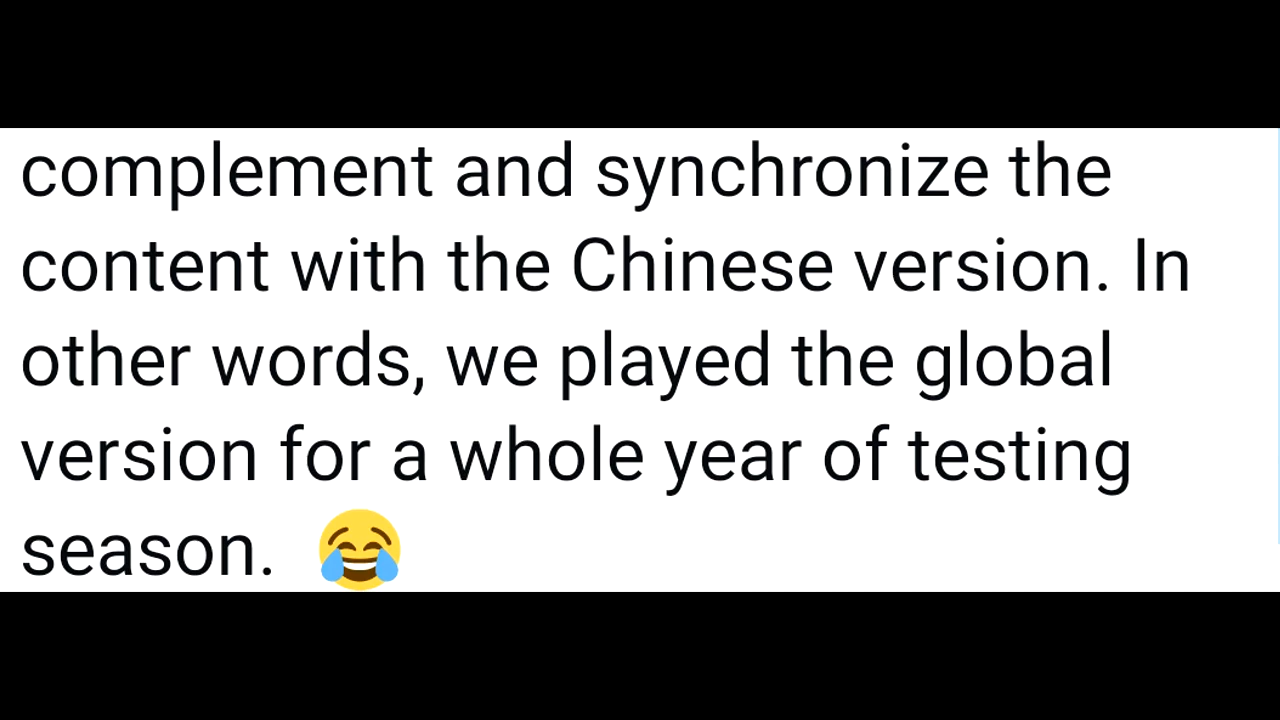 complement and synchronize the
content with the Chinese version. In
other words, we played the global
version for a whole year of testing
season. 😂